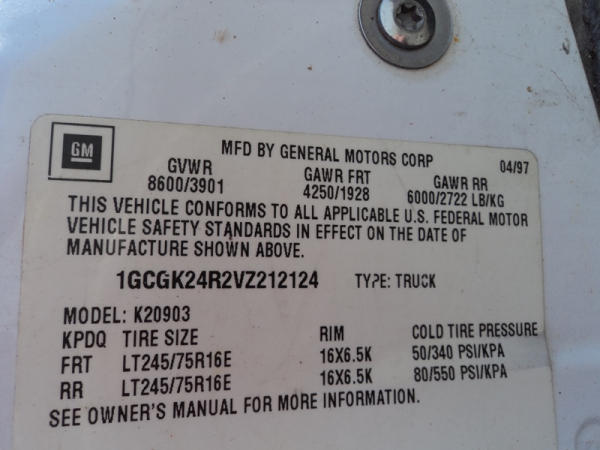 GM
MFD BY GENERAL MOTORS CORP 04/97
GVWR GAWR FRT GAWR RR
8600/3901 4250/1928 6000/2722 LB/KG
THIS VEHICLE CONFORMS TO ALL APPLICABLE U.S. FEDERAL MOTOR
VEHICLE SAFETY STANDARDS IN EFFECT ON THE DATE OF
MANUFACTURE SHOWN ABOVE.
1GCGK24R2VZ212124 TYPE: TRUCK
MODEL: K20903
KPDQ TIRE SIZE RIM COLD TIRE PRESSURE
FRT LT245/75R16E 16X6.5K 50/340 PSI/KPA
RR LT245/75R16E 16X6.5K 80/550 PSI/KPA
SEE OWNER'S MANUAL FOR MORE INFORMATION.